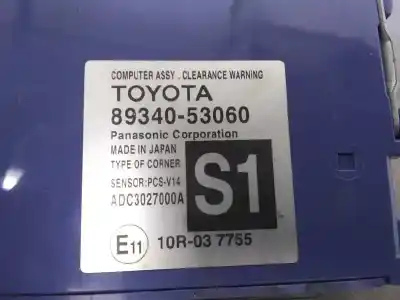 COMPUTER ASSY . CLEARANCE WARNING
TOYOTA
89340-53060
Panasonic Corporation
MADE IN JAPAN
TYPE OF CORNER
SENSOR:PCS-V14
ADC3027000A
S1
E11 10R-03 7755